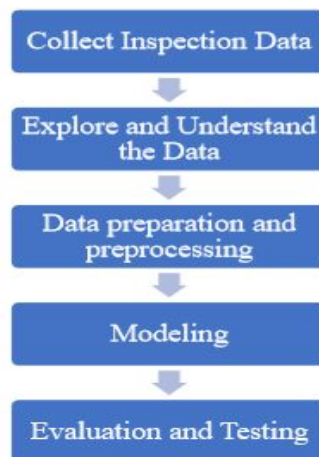 Collect Inspection Data
Explore and Understand
the Data
Data preparation and
preprocessing
Modeling
Evaluation and Testing